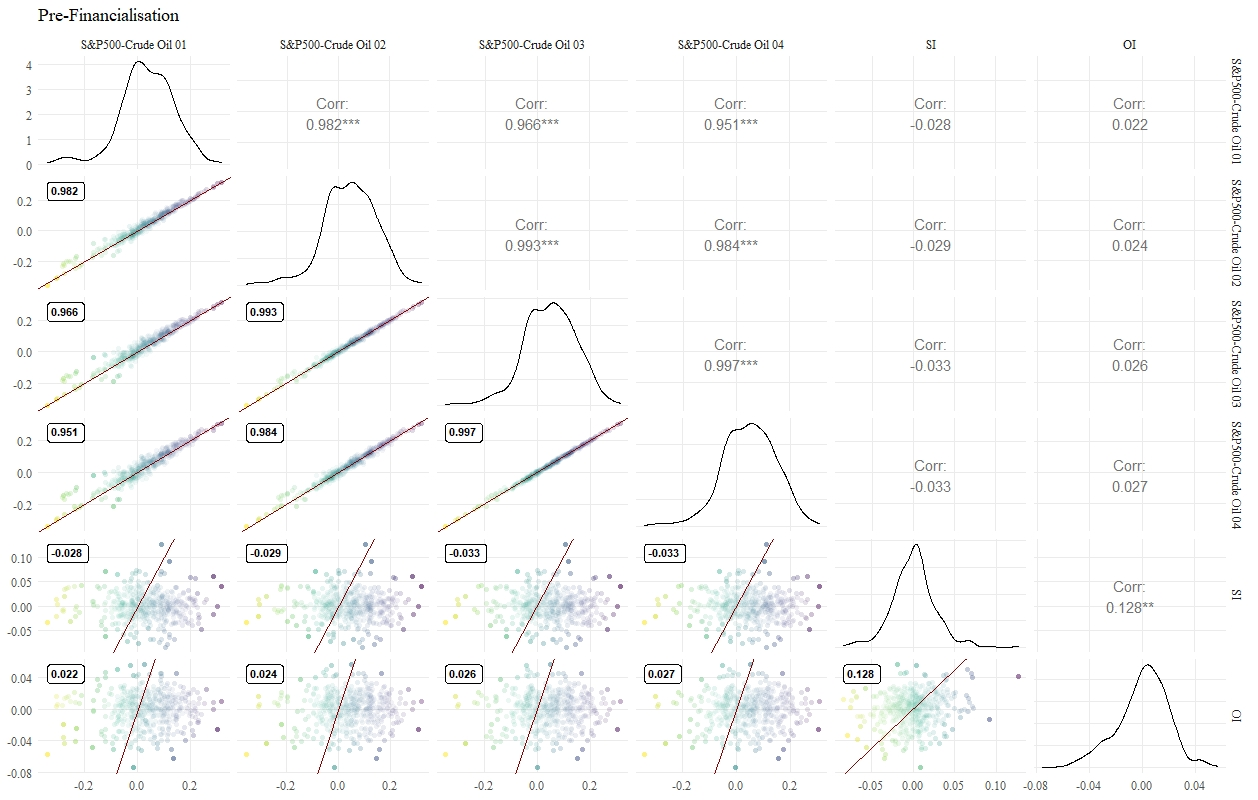 Pre-Financialisation
S&P500-Crude Oil 01 S&P500-Crude Oil 02 S&P500-Crude Oil 03 S&P500-Crude Oil 04 SI OI
4
3
2
1
0
Corr: Corr: Corr: Corr: Corr:
0.982*** 0.966*** 0.951*** -0.028 0.022
S&P500-Crude Oil 01
0.2
0.0
-0.2
0.982
Corr: Corr: Corr: Corr:
0.993*** 0.984*** -0.029 0.024
S&P500-Crude Oil 02
0.2
0.0
-0.2
0.966 0.993
Corr: Corr: Corr:
0.997*** -0.033 0.026
S&P500-Crude Oil 03
0.2
0.0
-0.2
0.951 0.984 0.997
Corr: Corr:
-0.033 0.027
S&P500-Crude Oil 04
0.10
0.05
0.00
-0.05
-0.028 -0.029 -0.033 -0.033
Corr:
0.128**
SI
0.04
0.00
-0.04
-0.08
0.022 0.024 0.026 0.027 0.128
OI
-0.2 0.0 0.2 -0.2 0.0 0.2 -0.2 0.0 0.2 -0.2 0.0 0.2 -0.05 0.00 0.05 0.10 -0.08 -0.04 0.00 0.04